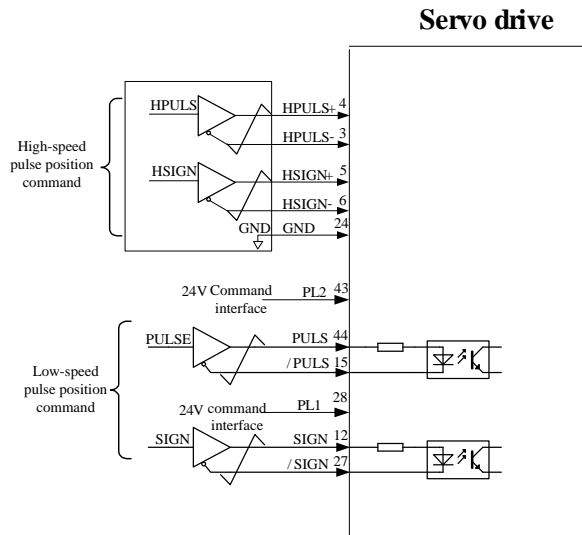 Servo drive
High-speed
pulse position
command
HPULS
HPULS+ 4
HPULS- 3
HSIGN
HSIGN+ 5
HSIGN- 6
GND GND 24
24V Command
interface
PL2 43
Low-speed
pulse position
command
PULSE
PULS 44
/PULS 15
24V command
interface
PL1 28
SIGN
SIGN 12
/SIGN 27